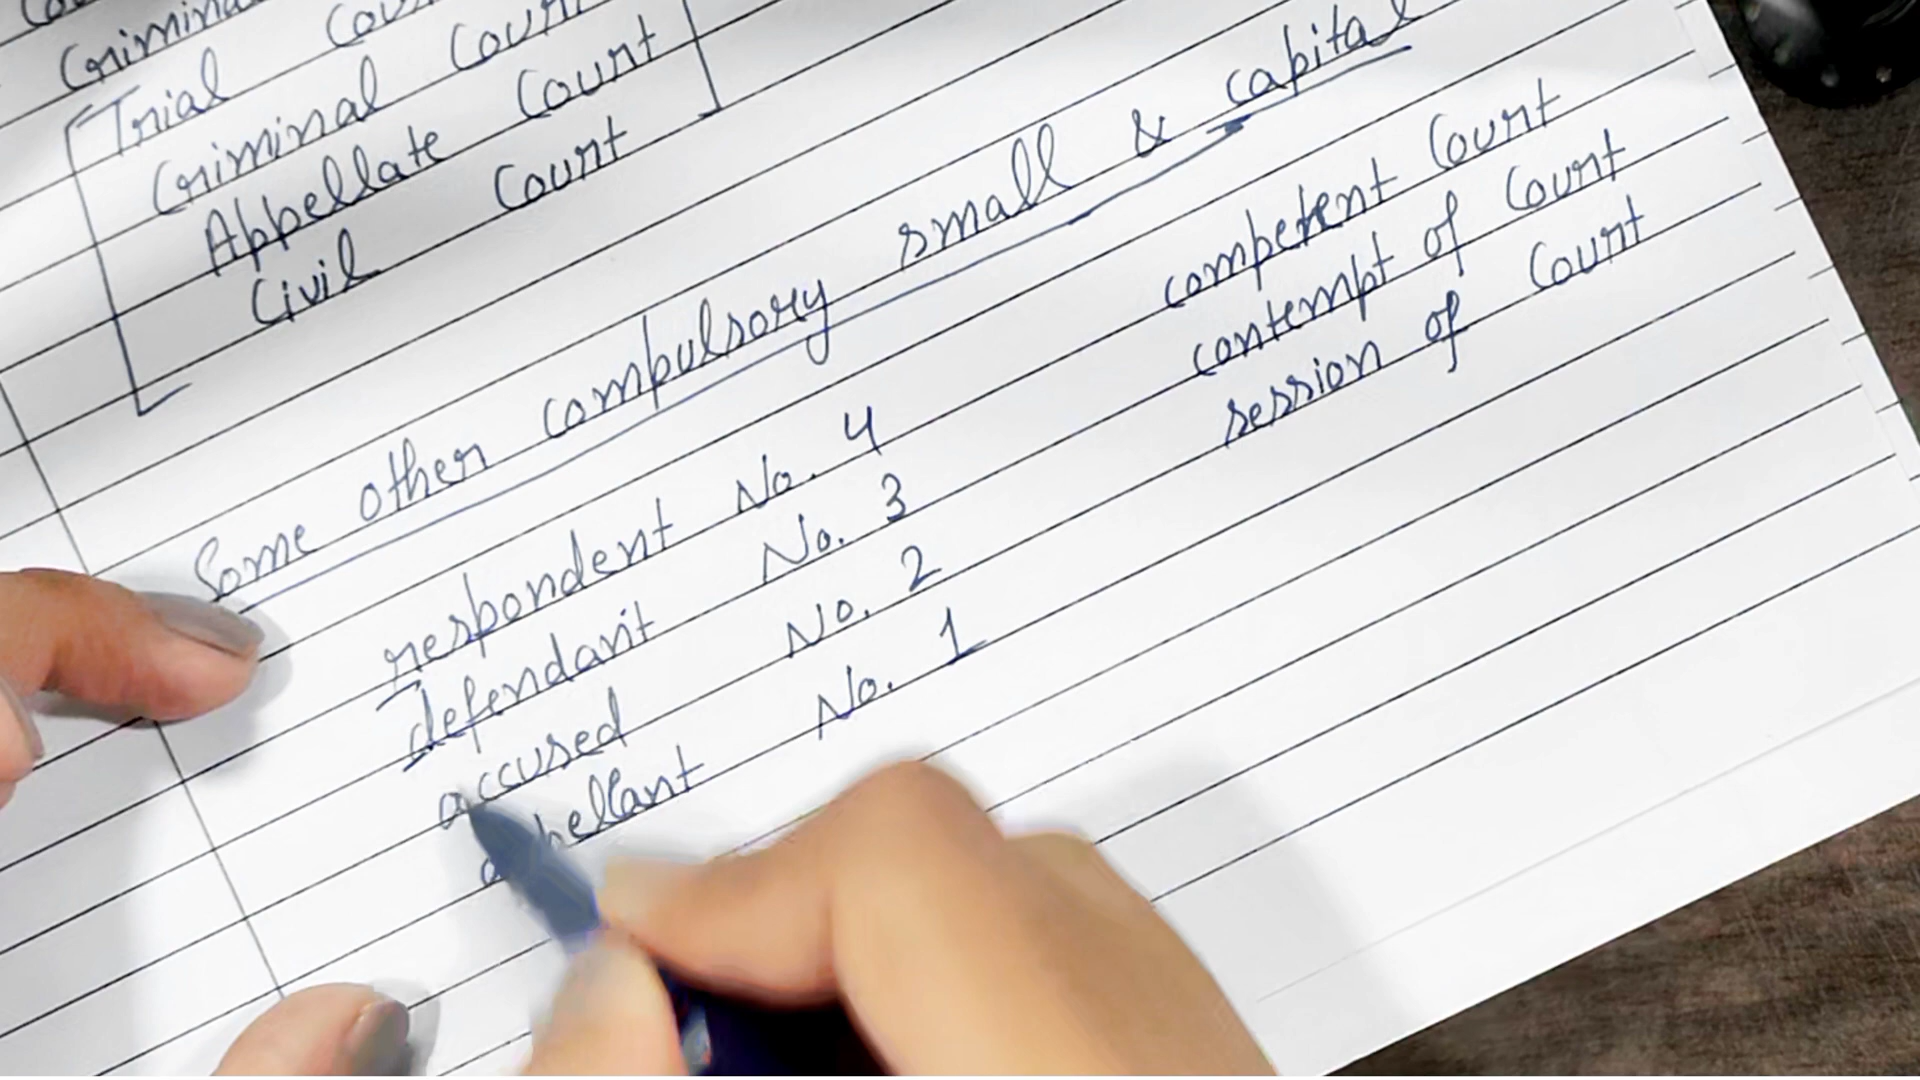 Trial
Criminal Court
Appellate Court
Civil Court
Some other compulsory small & capital
respondent No. 4
defendant No. 3
accused No. 2
No. 1
competent Court
contempt of Court
session of Court